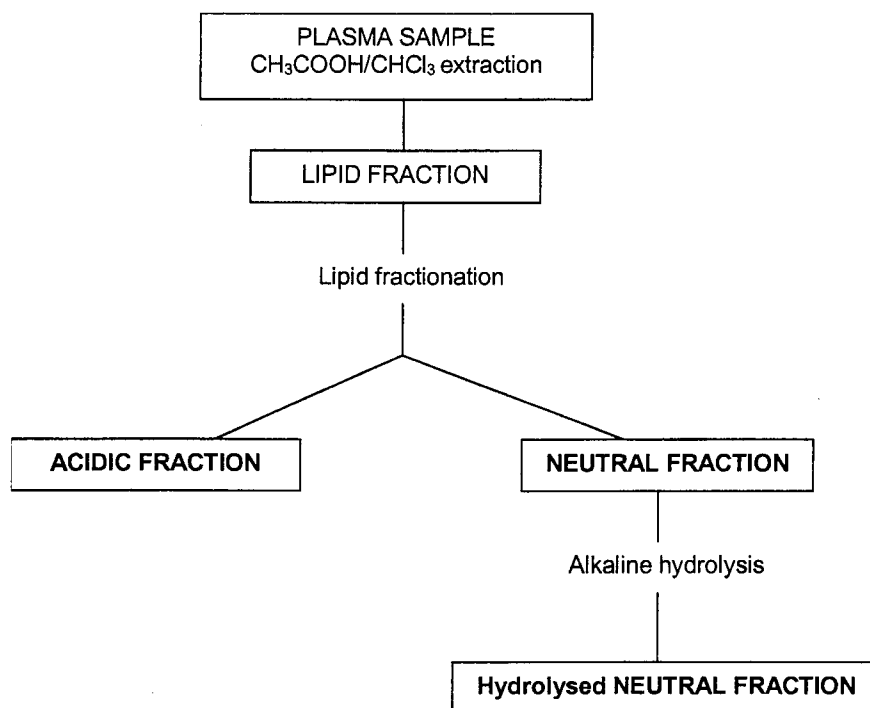 PLASMA SAMPLE
CH₃COOH/CHCl₃ extraction
LIPID FRACTION
Lipid fractionation
ACIDIC FRACTION
NEUTRAL FRACTION
Alkaline hydrolysis
Hydrolysed NEUTRAL FRACTION